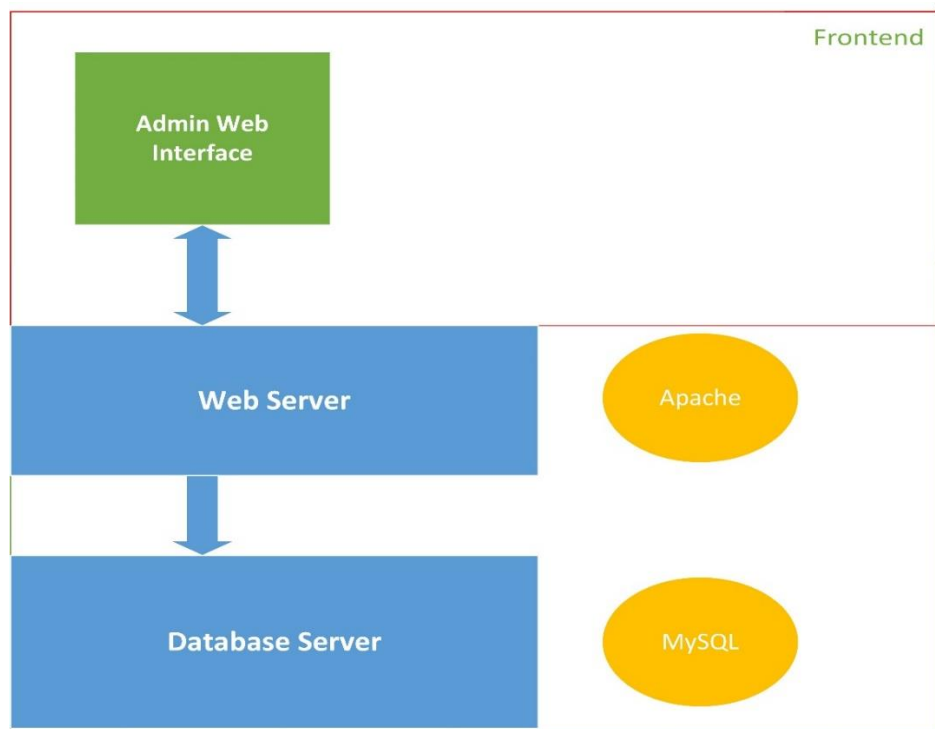 Frontend
Admin Web
Interface
Web Server
Apache
Database Server
MySQL